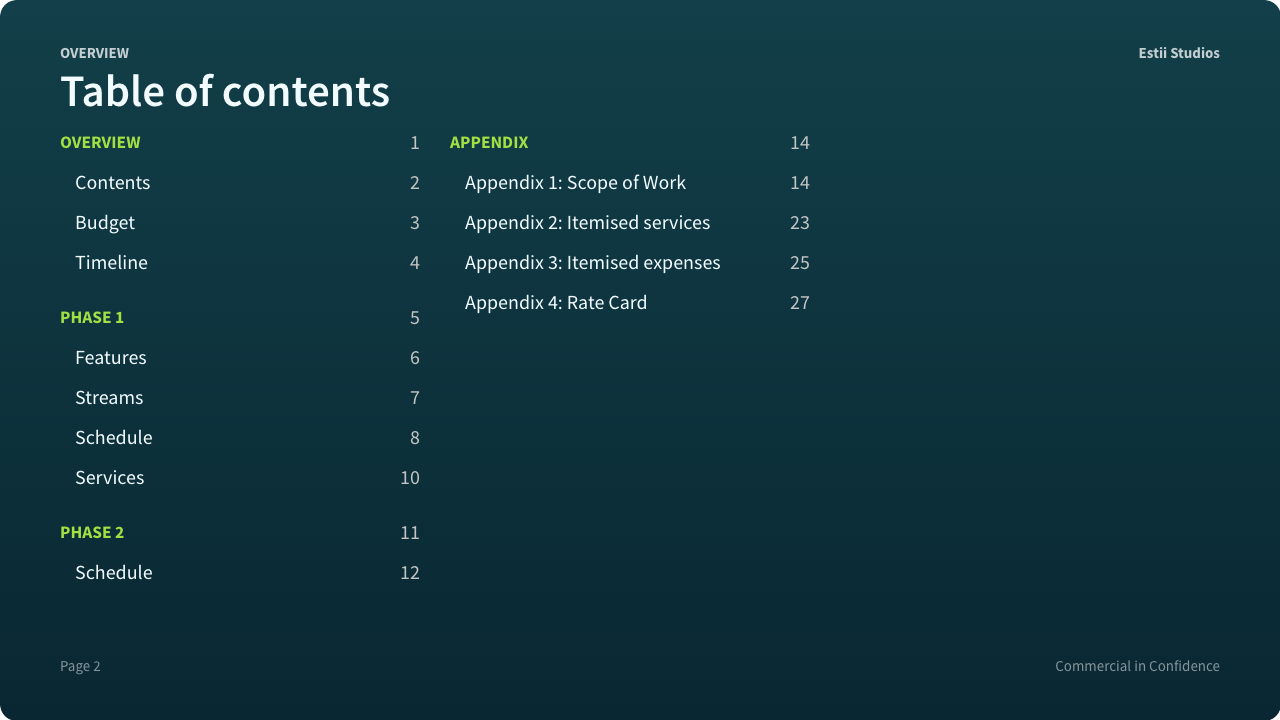 OVERVIEW
Estii Studios
Table of contents
OVERVIEW 1
Contents 2
Budget 3
Timeline 4
PHASE 1 5
Features 6
Streams 7
Schedule 8
Services 10
PHASE 2 11
Schedule 12
APPENDIX 14
Appendix 1: Scope of Work 14
Appendix 2: Itemised services 23
Appendix 3: Itemised expenses 25
Appendix 4: Rate Card 27
Page 2
Commercial in Confidence